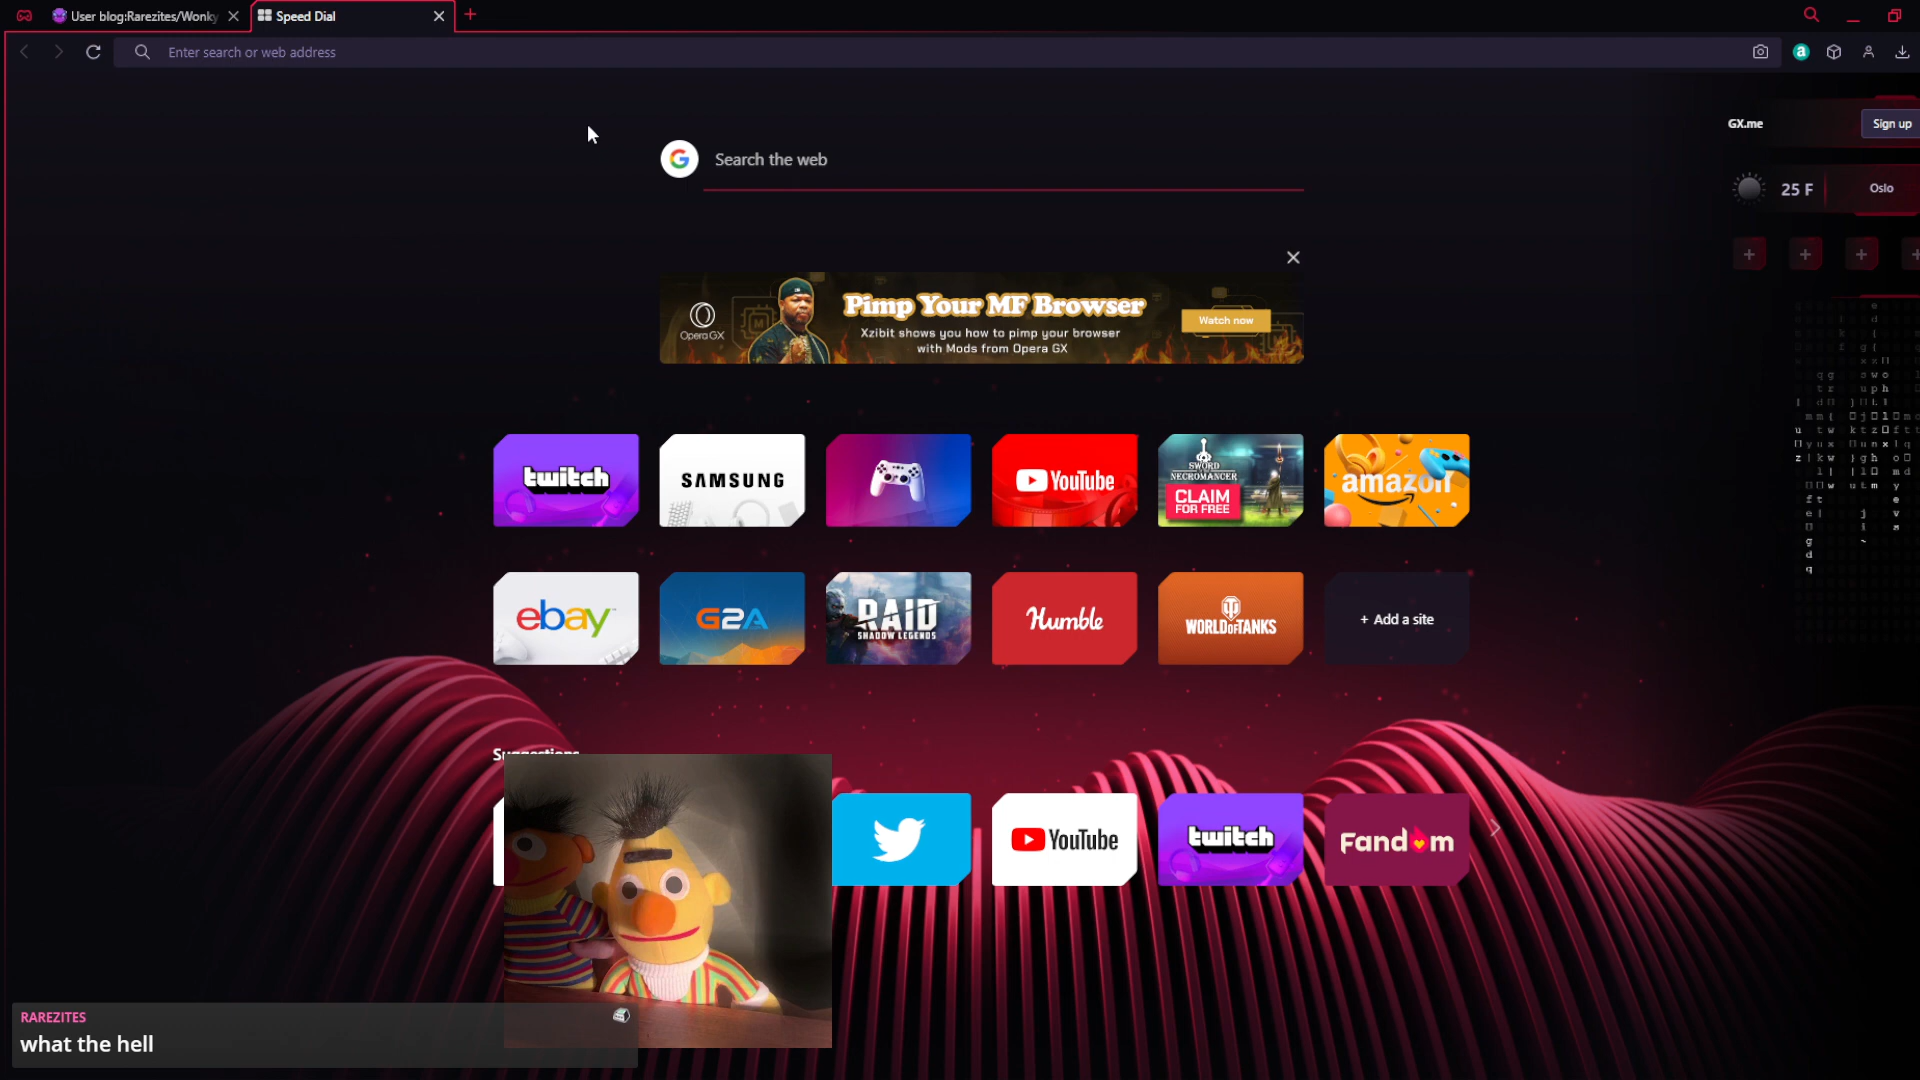 User blog:Rarezites/Wonky
Speed Dial
Enter search or web address
a
GX.me
Sign up
G
Search the web
25 F
Oslo
Opera GX
Pimp Your MF Browser
Xzibit shows you how to pimp your browser
with Mods from Opera GX
Watch now
twitch
SAMSUNG
YouTube
SWORD
NECROMANCER
CLAIM
FOR FREE
amazon
ebay
G2A
RAID
SHADOW LEGENDS
Humble
WORLD OF TANKS
+ Add a site
Suggestions
YouTube
twitch
Fandom
RAREZITES
what the hell